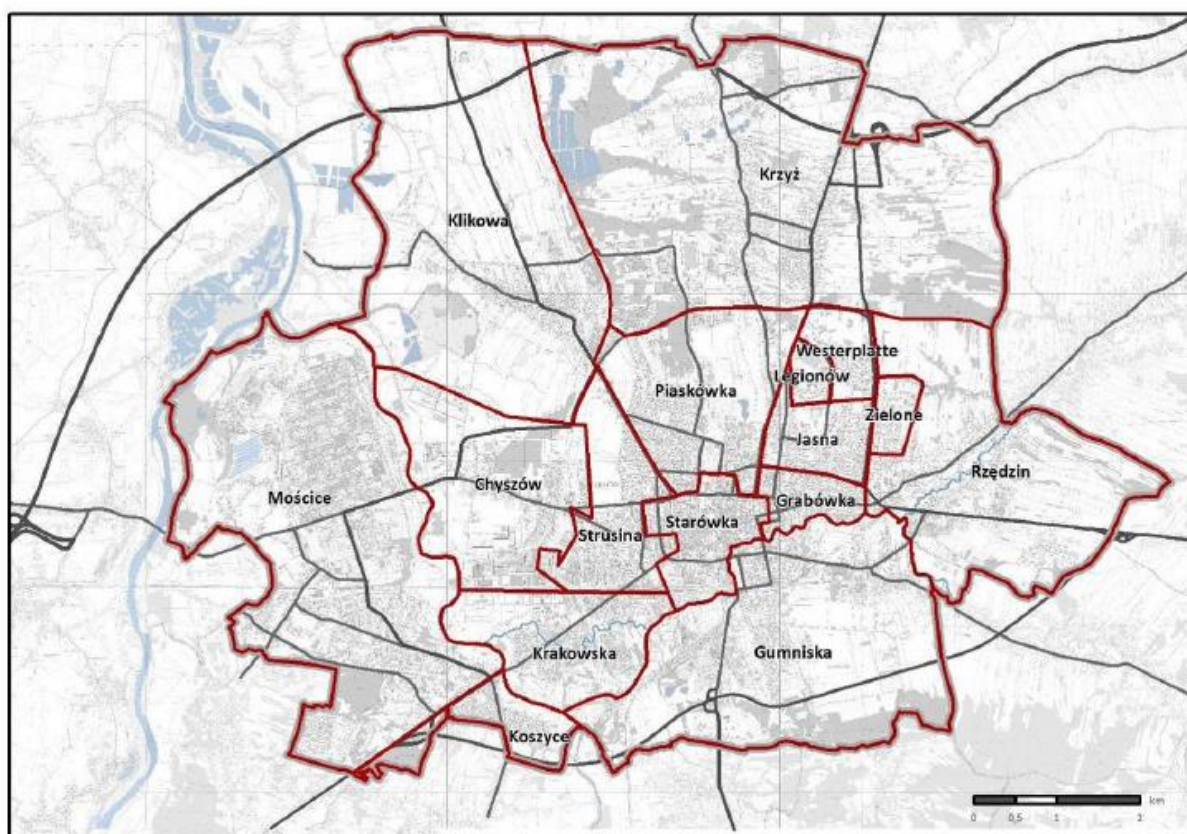 Krzyż
Klikowa
Westerplatte
Legionów
Piaskówka
Zielone
Jasna
Rzędzin
Chyszów
Mościce
Grabówka
Starówka
Strusina
Krakowska
Gumniska
Koszyce
km
0 0,5 1 2